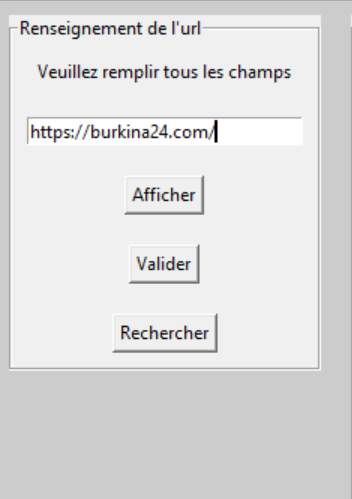 Renseignement de l'url
Veuillez remplir tous les champs
https://burkina24.com/
Afficher
Valider
Rechercher